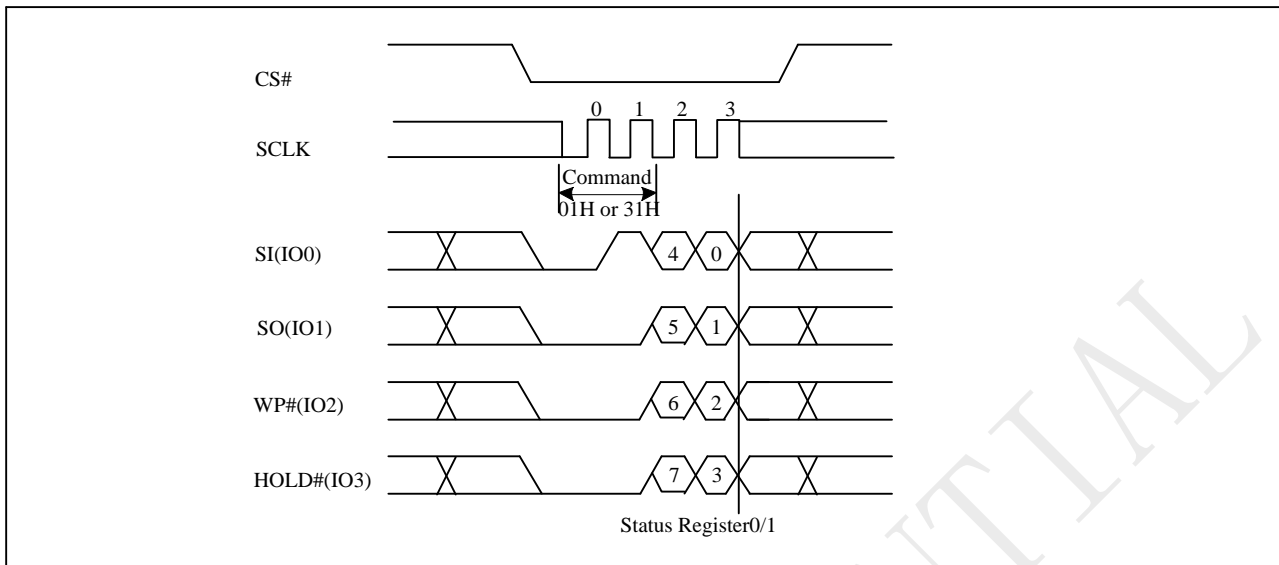 CS#
0 1 2 3
SCLK
Command
01H or 31H
SI(IO0)
4 0
SO(IO1)
5 1
WP#(IO2)
6 2
HOLD#(IO3)
7 3
Status Register0/1
NTIAL